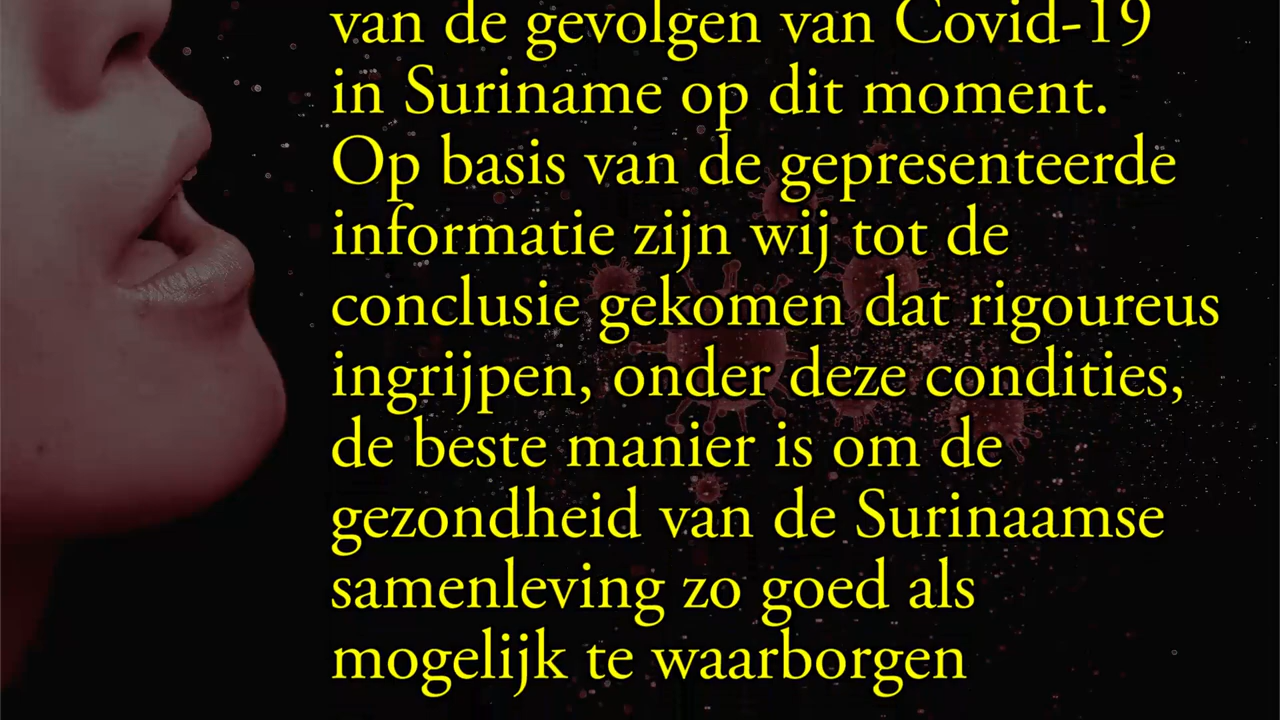 van de gevolgen van Covid-19
in Suriname op dit moment.
Op basis van de gepresenteerde
informatie zijn wij tot de
conclusie gekomen dat rigoureus
ingrijpen, onder deze condities,
de beste manier is om de
gezondheid van de Surinaamse
samenleving zo goed als
mogelijk te waarborgen